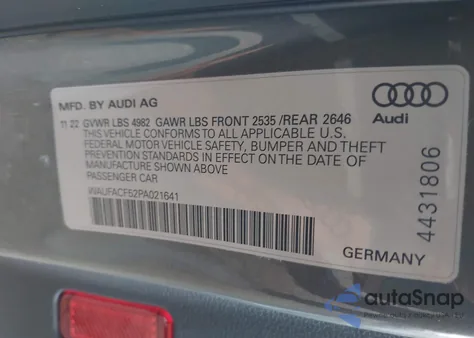 MFD. BY AUDI AG
11 22 GVWR LBS 4982 GAWR LBS FRONT 2535 /REAR 2646
THIS VEHICLE CONFORMS TO ALL APPLICABLE U.S.
FEDERAL MOTOR VEHICLE SAFETY, BUMPER AND THEFT
PREVENTION STANDARDS IN EFFECT ON THE DATE OF
MANUFACTURE SHOWN ABOVE
PASSENGER CAR
WAUFACF52PA021641
Audi
4431806
GERMANY
autoSnap